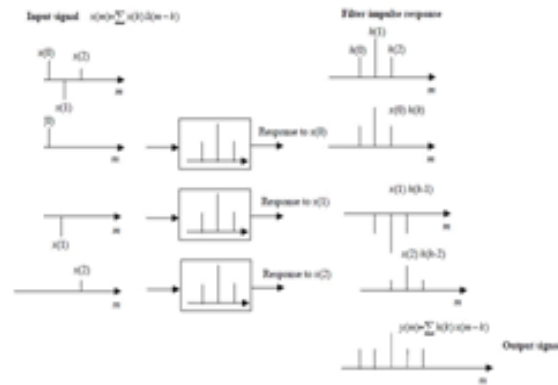 Input signal x(m)=∑ x(k) δ(m−k)
Filter impulse response
h(1)
h(0)
h(2)
x(0)
x(2)
x(1)
m
m
x(0)
m
Response to x(0)
x(0) h(k)
m
x(1)
m
Response to x(1)
x(1) h(k-1)
m
x(2)
m
Response to x(2)
x(2) h(k-2)
m
y(m)=∑ h(k) x(m−k)
Output signal
m